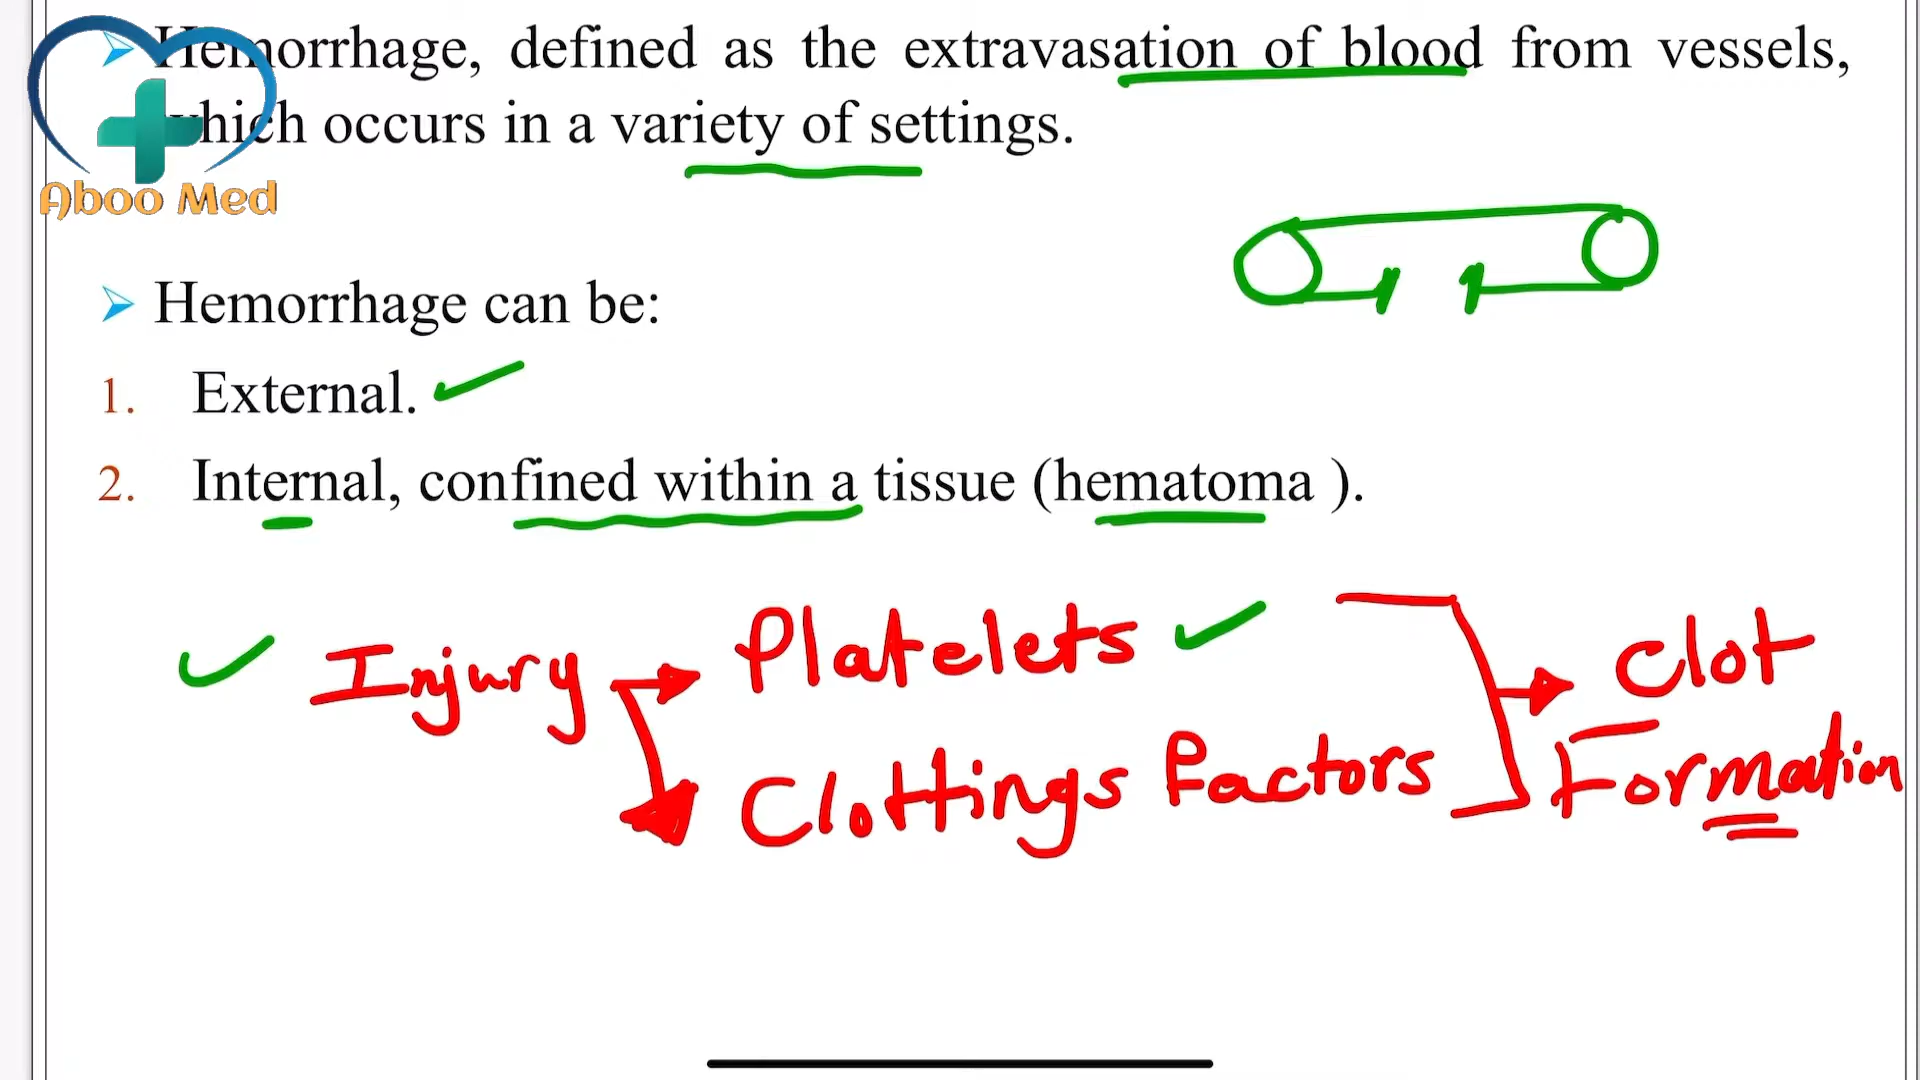 Hemorrhage, defined as the extravasation of blood from vessels,
which occurs in a variety of settings.
Aboo Med
Hemorrhage can be:
1. External.
2. Internal, confined within a tissue (hematoma ).
Injury Platelets Clot
Clottings Factors Formation